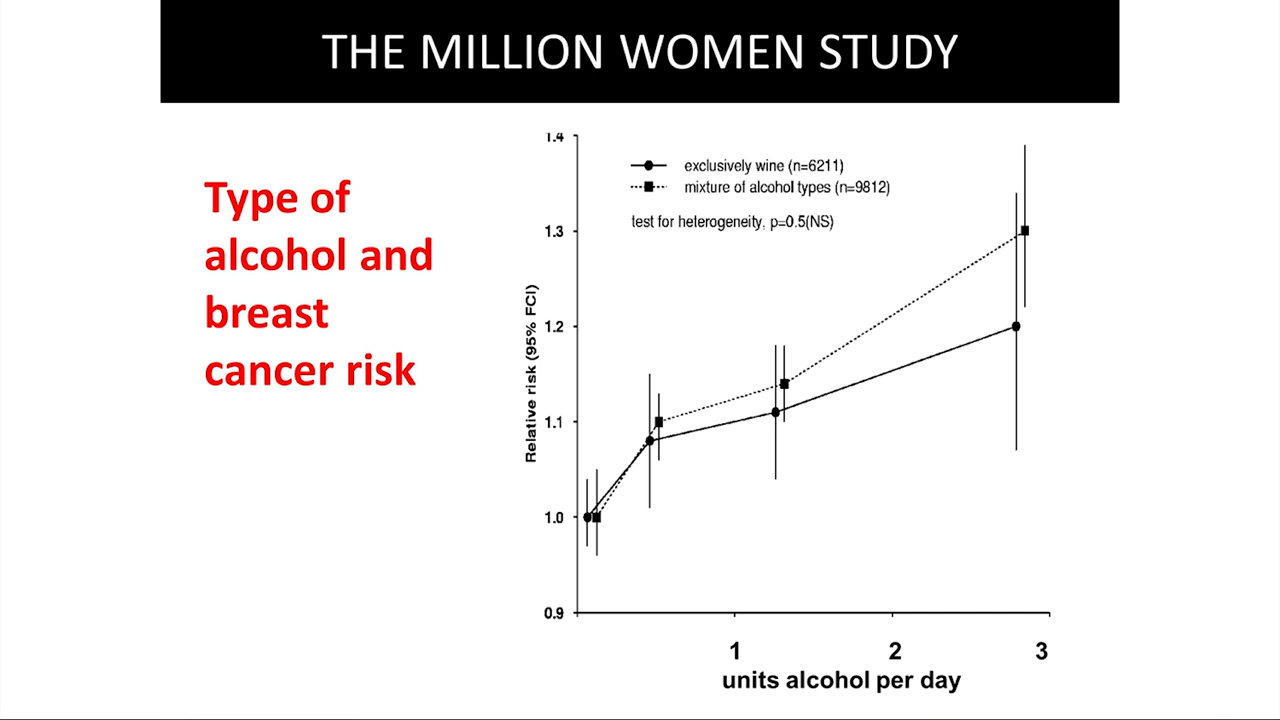 THE MILLION WOMEN STUDY
Type of
alcohol and
breast
cancer risk
1.4
exclusively wine (n=6211)
mixture of alcohol types (n=9812)
test for heterogeneity, p=0.5(NS)
1.3
Relative risk (95% FCI)
1.2
1.1
1.0
0.9
1 2 3
units alcohol per day